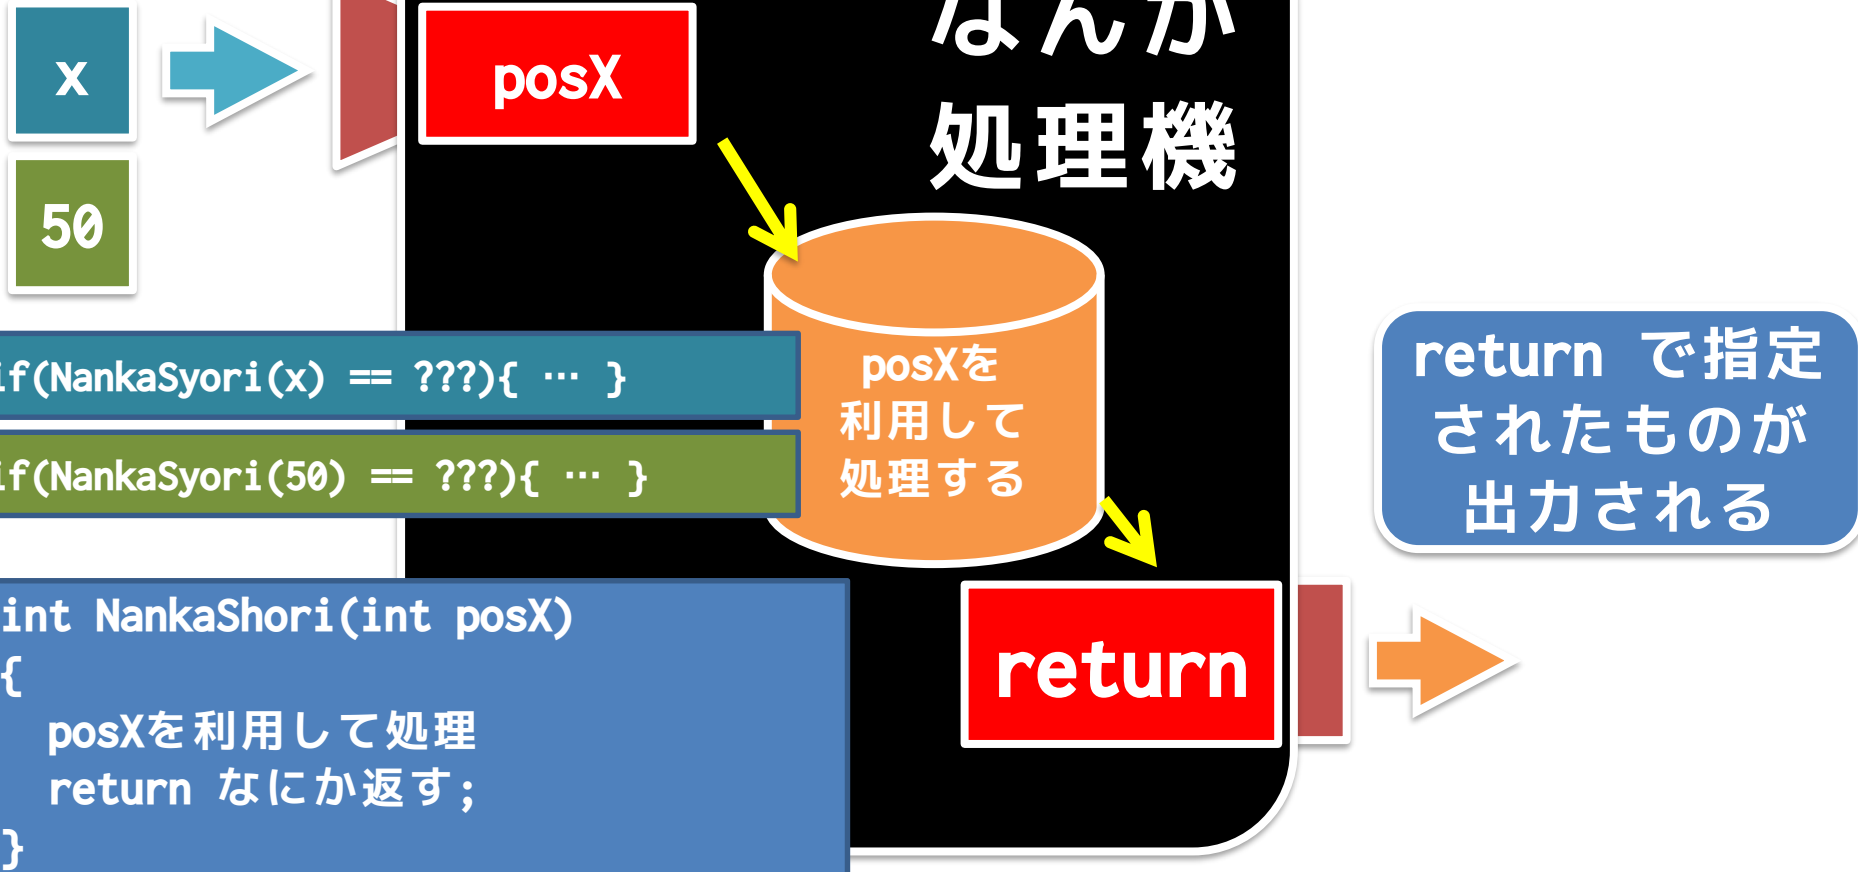 x
posX
なんか
処理機
50
if(NankaSyori(x) == ???){ … }
if(NankaSyori(50) == ???){ … }
posXを
利用して
処理する
return で指定
されたものが
出力される
int NankaShori(int posX)
{
posXを利用して処理
return なにか返す;
}
return